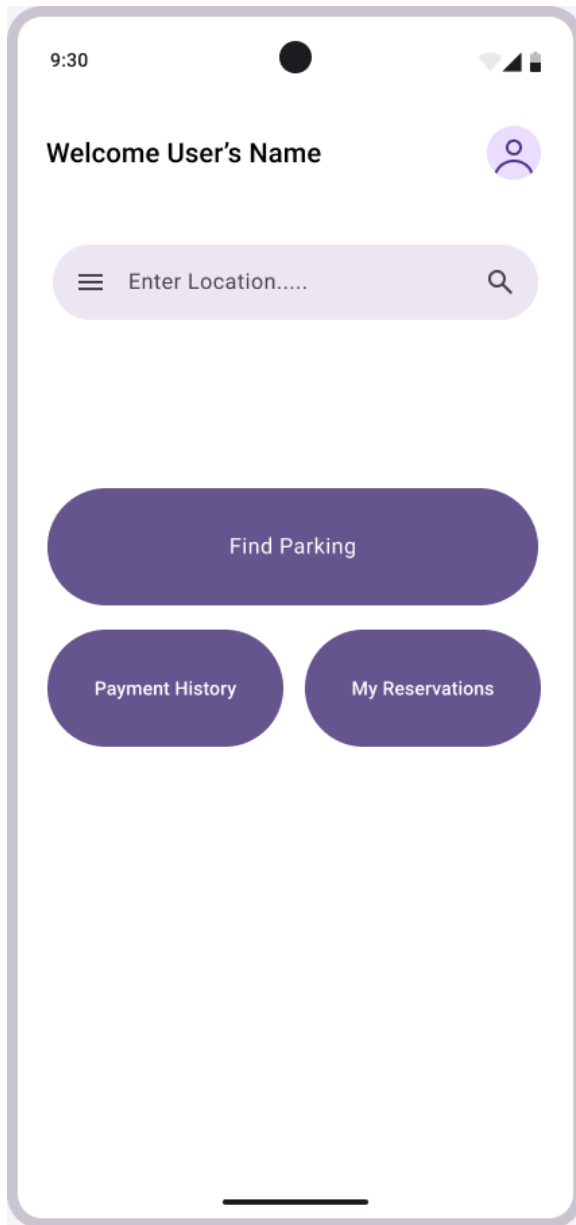 9:30
Welcome User’s Name
Enter Location.....
Find Parking
Payment History
My Reservations